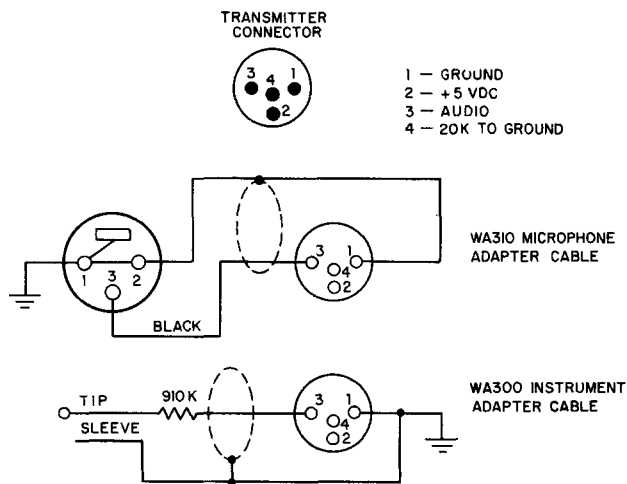 TRANSMITTER
CONNECTOR
3 4 1
2
1 — GROUND
2 — +5 VDC
3 — AUDIO
4 — 20K TO GROUND
1 3 2
BLACK
3 1
4
2
WA310 MICROPHONE
ADAPTER CABLE
TIP
910 K
SLEEVE
3 1
4
2
WA300 INSTRUMENT
ADAPTER CABLE